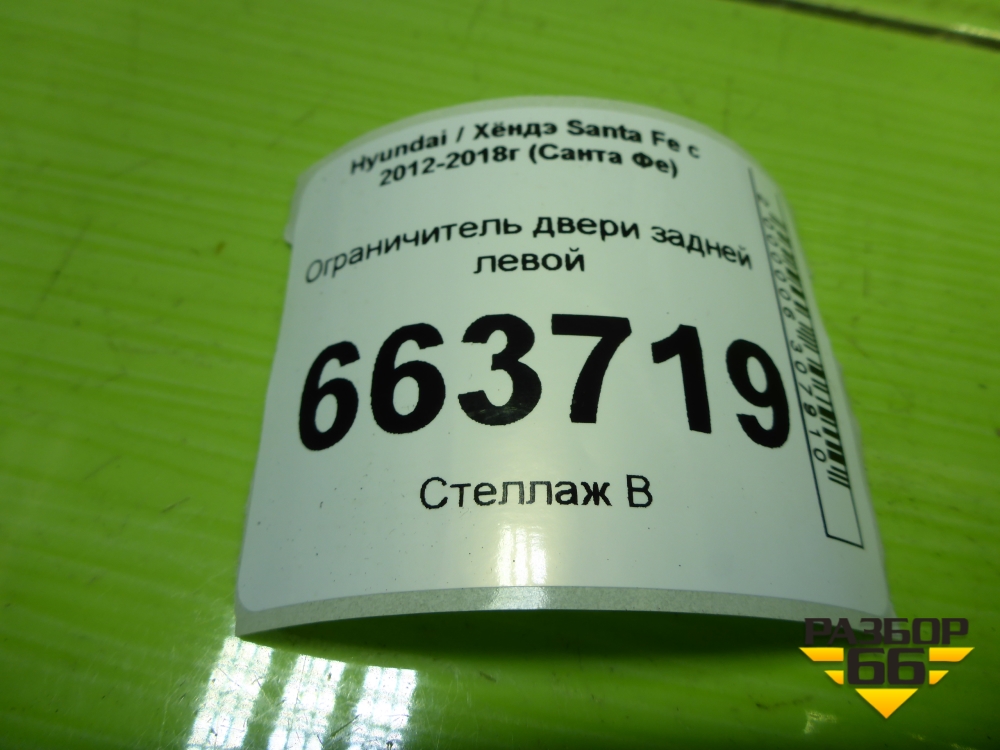 Hyundai / Хёндэ Santa Fe с
2012-2018г (Санта Фе)
Ограничитель двери задней
левой
663719
Стеллаж В
РАЗБОР
66